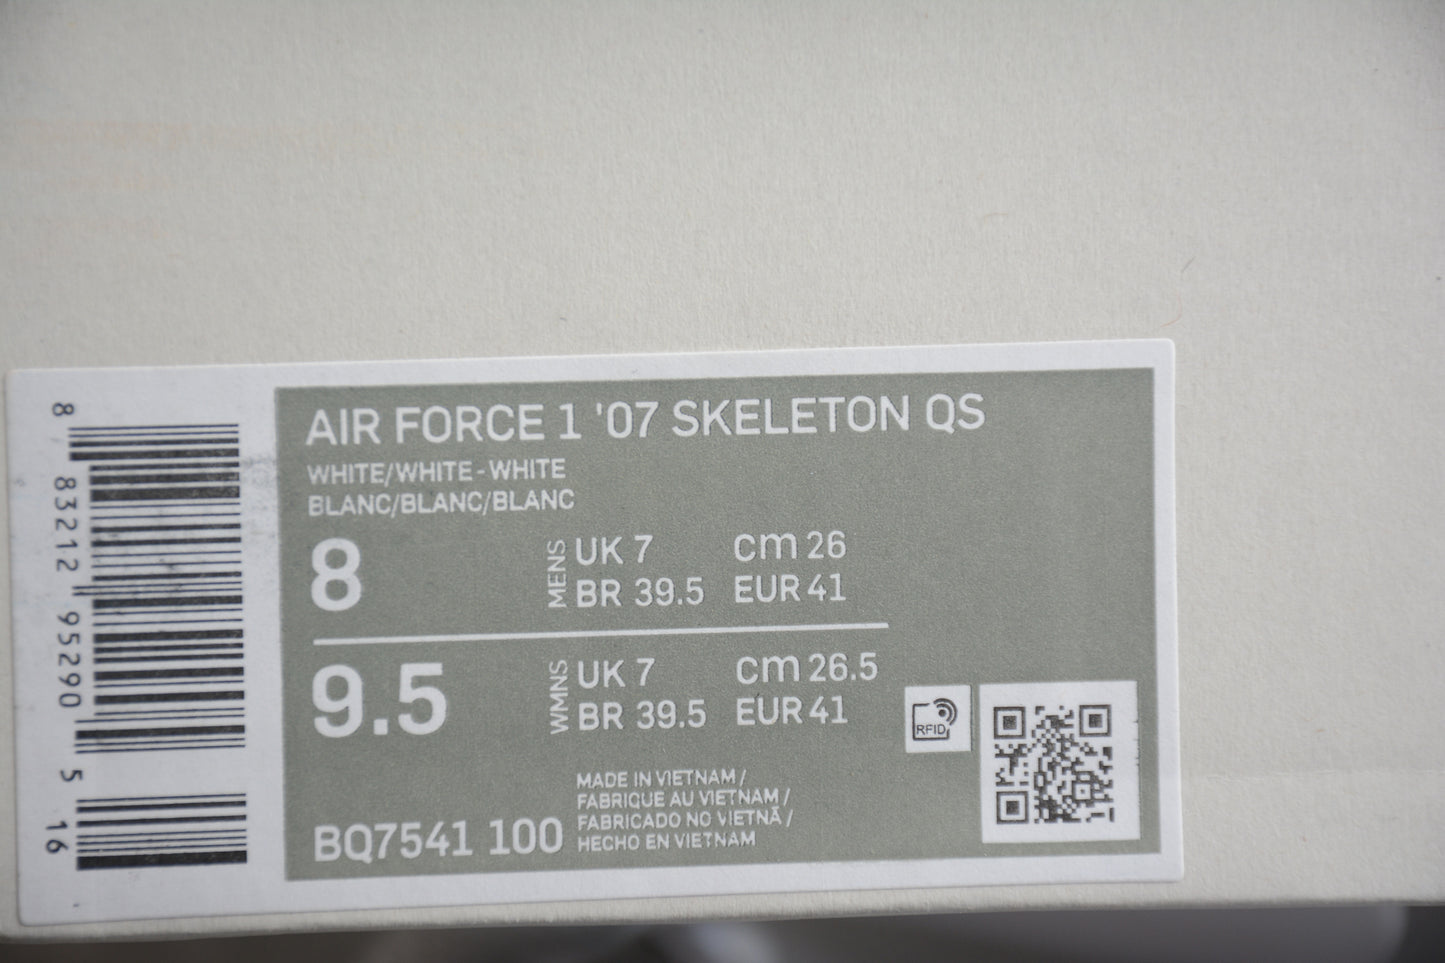 8 83212 95290 5 16
AIR FORCE 1 '07 SKELETON QS
WHITE/WHITE-WHITE
BLANC/BLANC/BLANC
8
MENS
UK 7 cm 26
BR 39.5 EUR 41
9.5
WMNS
UK 7 cm 26.5
BR 39.5 EUR 41
RFID
BQ7541 100
MADE IN VIETNAM /
FABRIQUE AU VIETNAM /
FABRICADO NO VIETNÃ /
HECHO EN VIETNAM